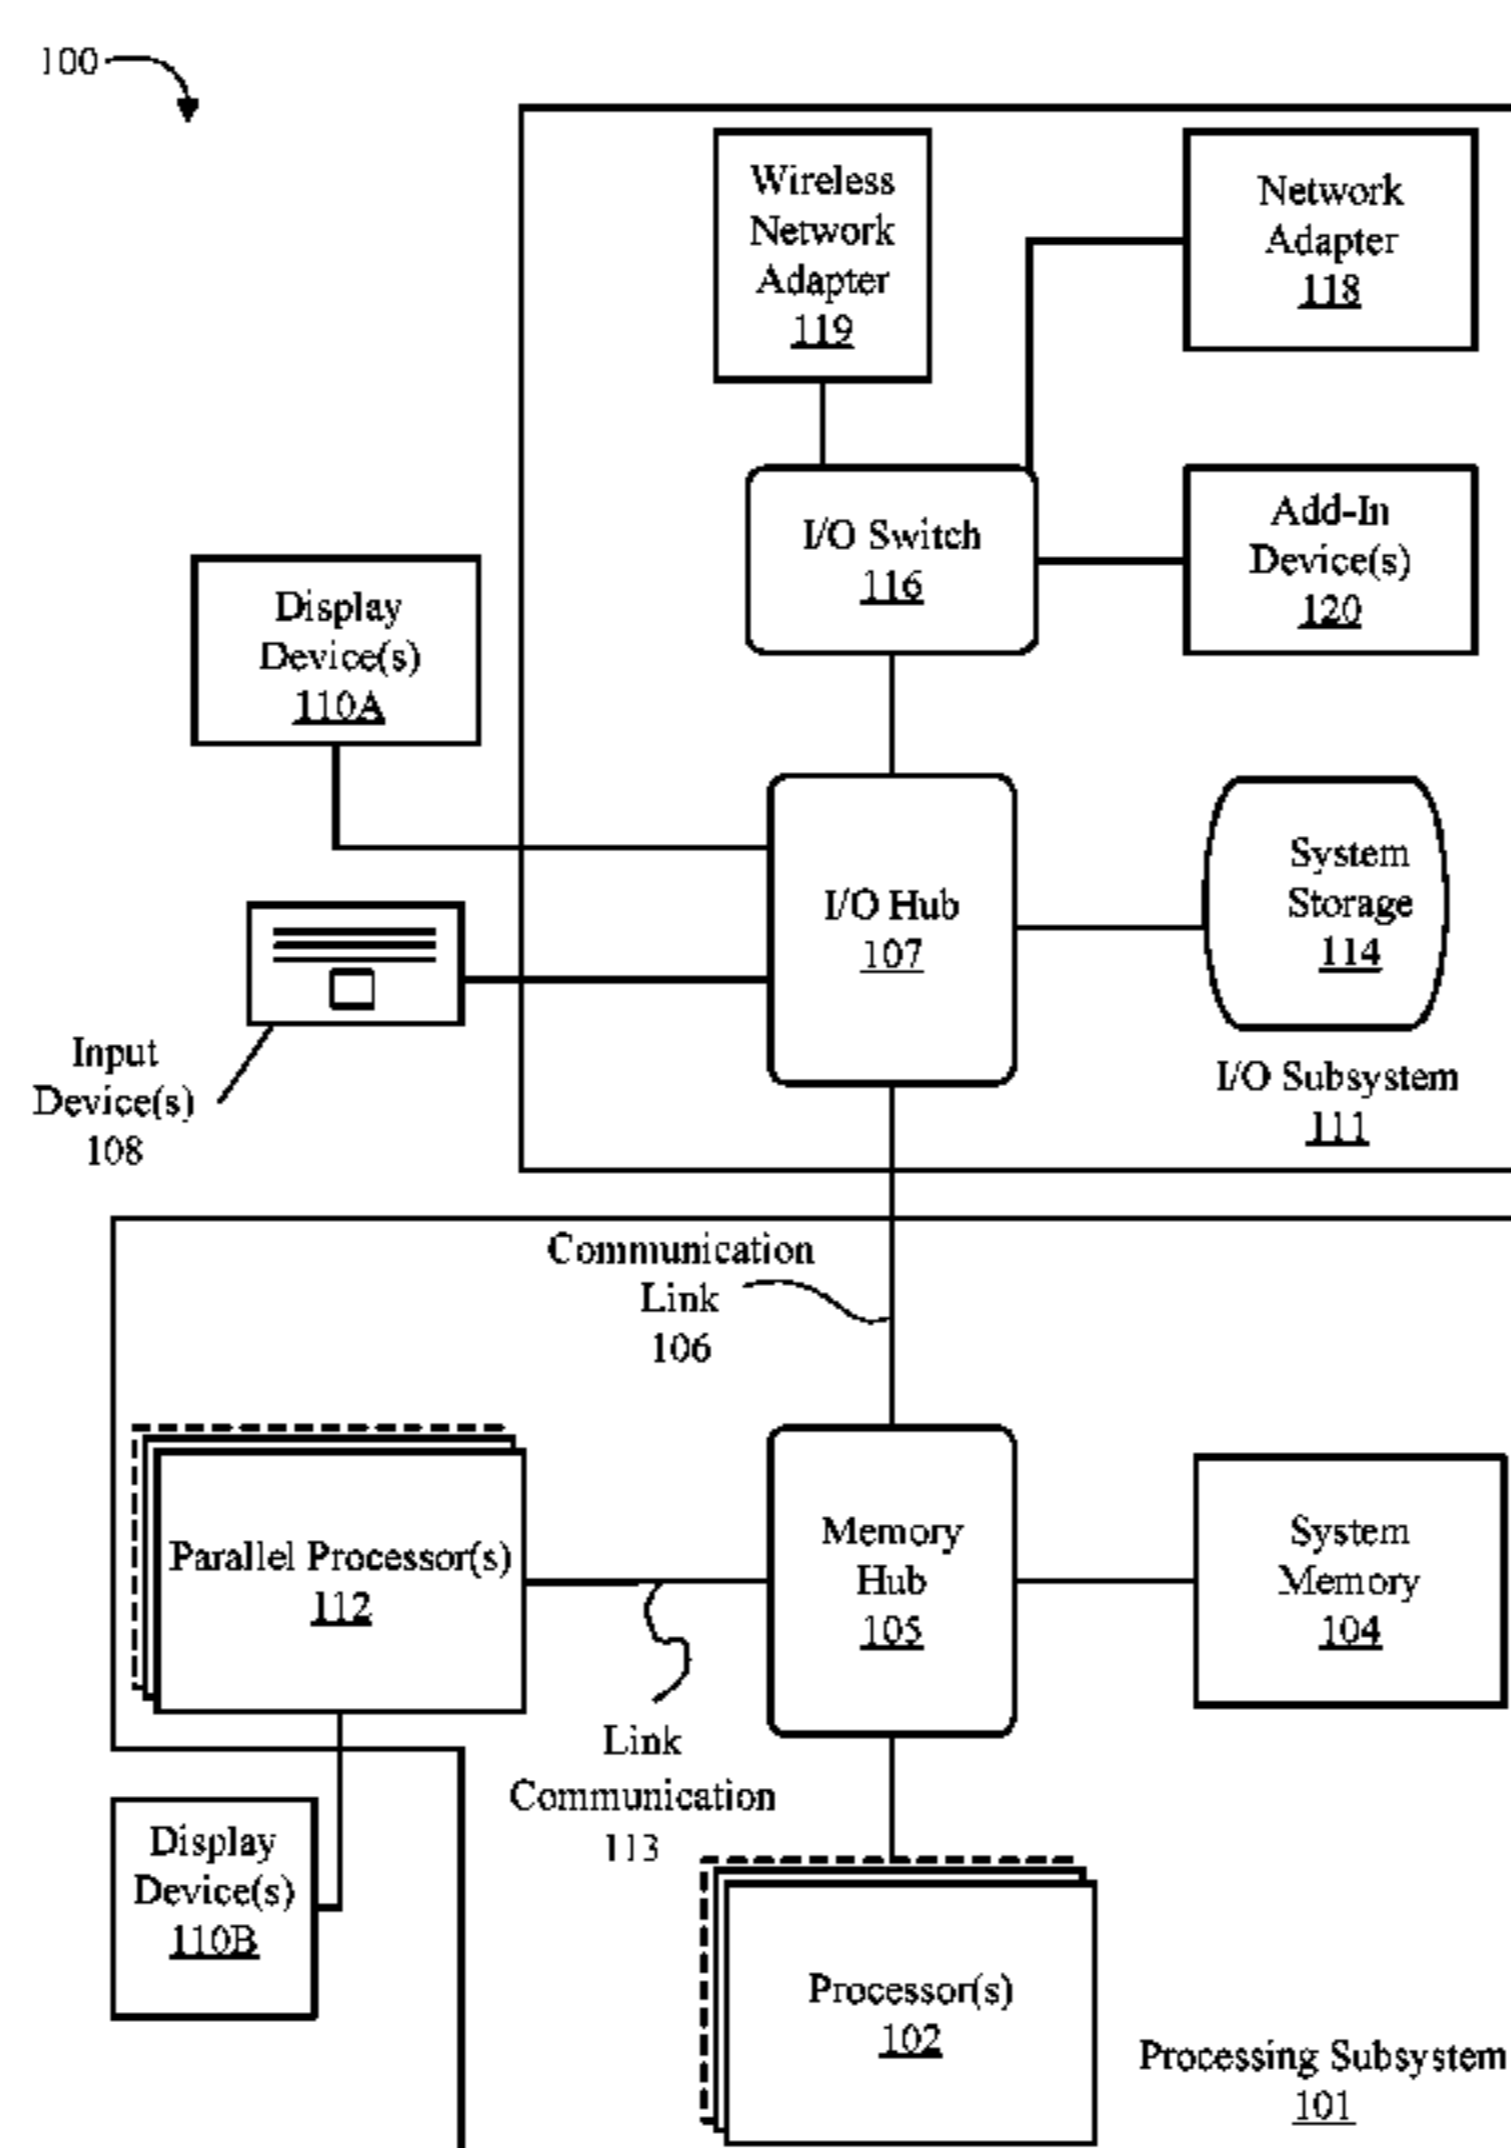 100
Wireless
Network
Adapter
119
Network
Adapter
118
I/O Switch
116
Add-In
Device(s)
120
Display
Device(s)
110A
I/O Hub
107
System
Storage
114
Input
Device(s)
108
I/O Subsystem
111
Communication
Link
106
Parallel Processor(s)
112
Memory
Hub
105
System
Memory
104
Link
Communication
113
Display
Device(s)
110B
Processor(s)
102
Processing Subsystem
101